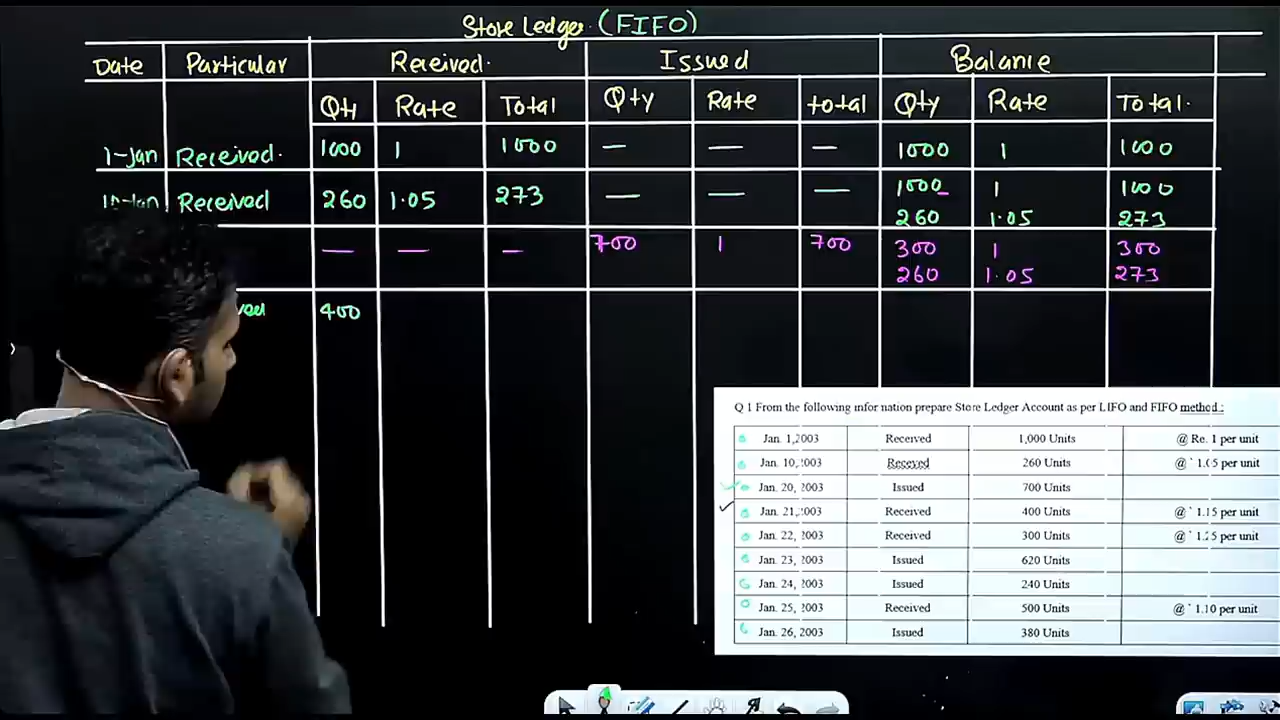 Store Ledger (FIFO)
Date Particular Received. Issued Balance
Qty Rate Total Qty Rate total Qty Rate Total.
1-Jan Received. 1000 1 1000 — — — 1000 1 1000
10-Jan Received 260 1.05 273 — — — 1000 1 1000
260 1.05 273
— — — 700 1 700 300 1 300
260 1.05 273
400
Q 1 From the following infor nation prepare Store Ledger Account as per LIFO and FIFO method :
Jan. 1,2003 Received 1,000 Units @ Re. 1 per unit
Jan. 10, 2003 Receved 260 Units @ ` 1.05 per unit
Jan. 20, 2003 Issued 700 Units
Jan. 21, 2003 Received 400 Units @ ` 1.15 per unit
Jan. 22, 2003 Received 300 Units @ ` 1.25 per unit
Jan. 23, 2003 Issued 620 Units
Jan. 24, 2003 Issued 240 Units
Jan. 25, 2003 Received 500 Units @ ` 1.10 per unit
Jan. 26, 2003 Issued 380 Units